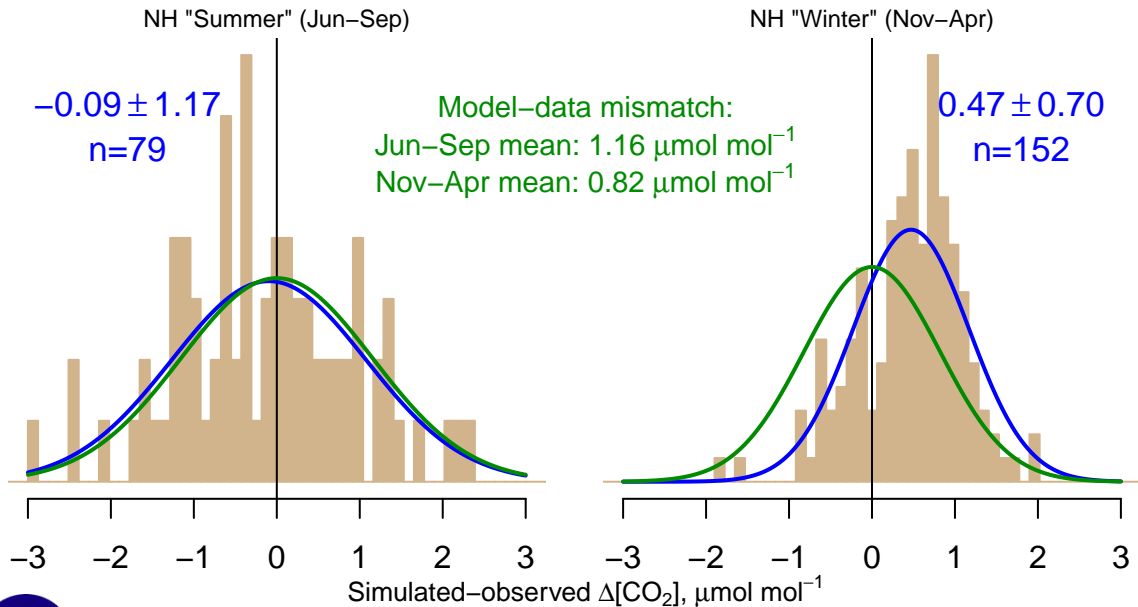 NH "Summer" (Jun−Sep)
−0.09 ± 1.17
n=79
Model−data mismatch:
Jun−Sep mean: 1.16 μmol mol⁻¹
Nov−Apr mean: 0.82 μmol mol⁻¹
NH "Winter" (Nov−Apr)
0.47 ± 0.70
n=152
−3 −2 −1 0 1 2 3
−3 −2 −1 0 1 2 3
Simulated−observed Δ[CO₂], μmol mol⁻¹